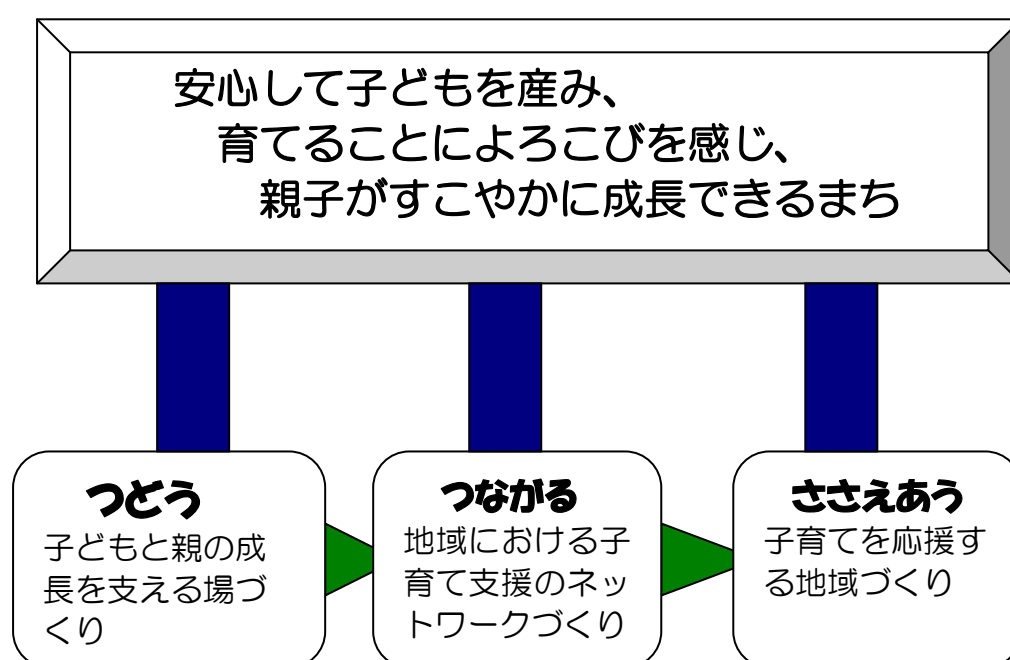 安心して子どもを産み、
育てることによろこびを感じ、
親子がすこやかに成長できるまち
つどう
子どもと親の成
長を支える場づ
くり
つながる
地域における子
育て支援のネッ
トワークづくり
ささえあう
子育てを応援す
る地域づくり